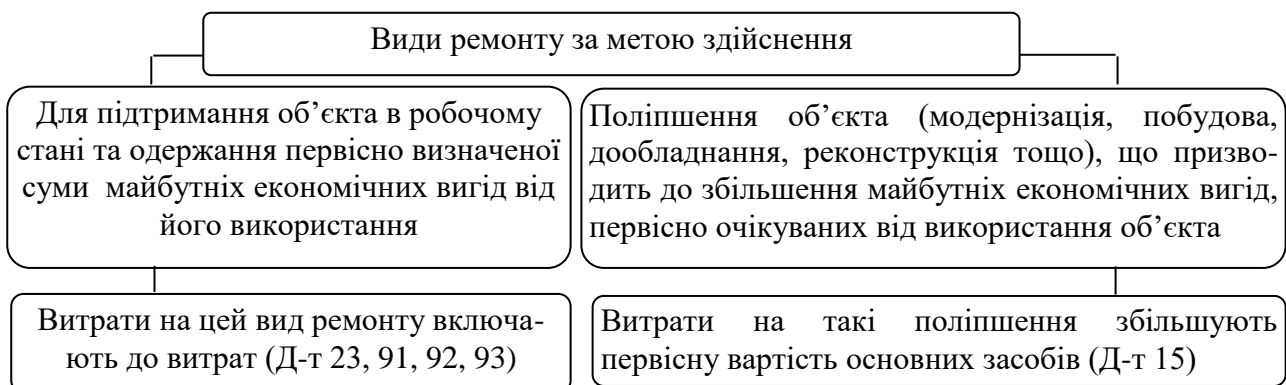 Види ремонту за метою здійснення
Для підтримання об’єкта в робочому
стані та одержання первісно визначеної
суми майбутніх економічних вигід від
його використання
Поліпшення об’єкта (модернізація, побудова,
дообладнання, реконструкція тощо), що призво-
дить до збільшення майбутніх економічних вигід,
первісно очікуваних від використання об’єкта
Витрати на цей вид ремонту включа-
ють до витрат (Д-т 23, 91, 92, 93)
Витрати на такі поліпшення збільшують
первісну вартість основних засобів (Д-т 15)